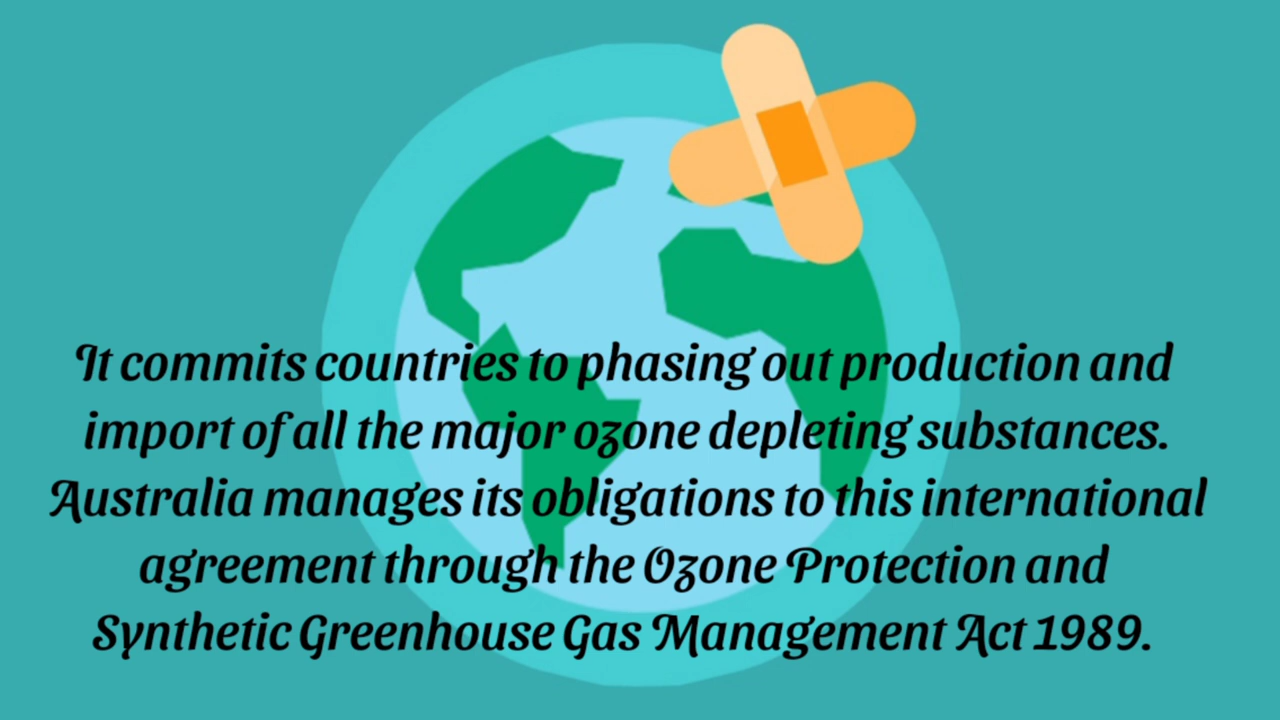 It commits countries to phasing out production and
import of all the major ozone depleting substances.
Australia manages its obligations to this international
agreement through the Ozone Protection and
Synthetic Greenhouse Gas Management Act 1989.